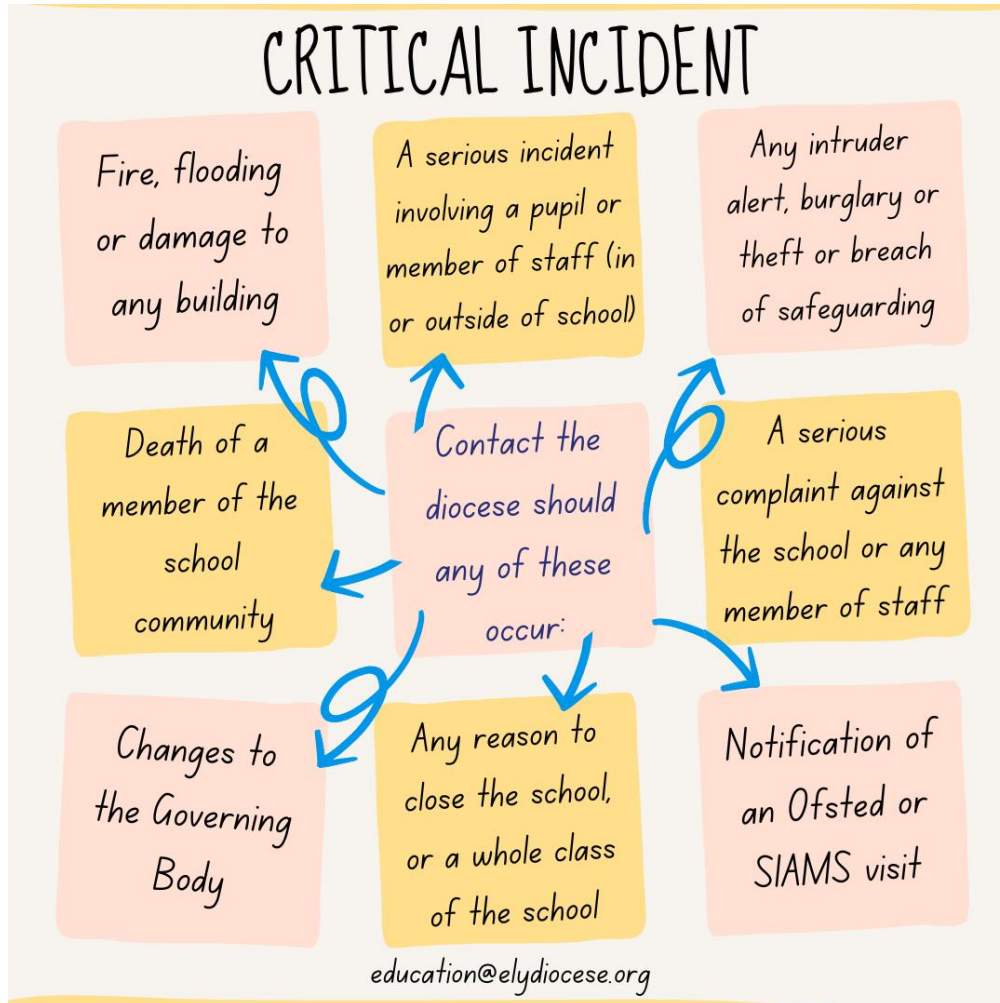 CRITICAL INCIDENT
Fire, flooding
or damage to
any building
A serious incident
involving a pupil or
member of staff (in
or outside of school)
Any intruder
alert, burglary or
theft or breach
of safeguarding
Death of a
member of the
school
community
Contact the
diocese should
any of these
occur:
A serious
complaint against
the school or any
member of staff
Changes to
the Governing
Body
Any reason to
close the school,
or a whole class
of the school
Notification of
an Ofsted or
SIAMS visit
education@elydiocese.org